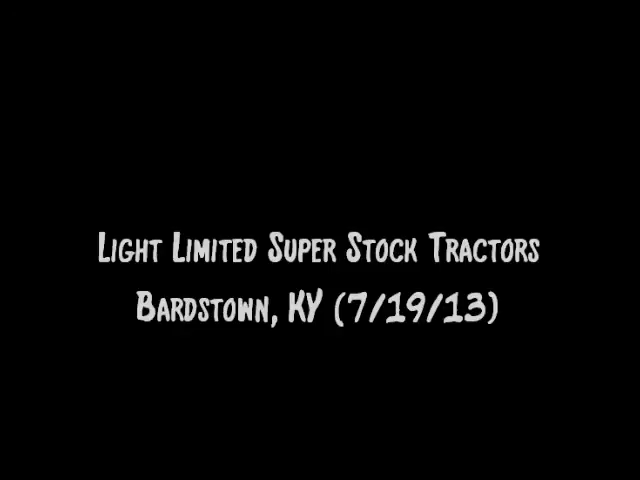 Light Limited Super Stock Tractors
Bardstown, KY (7/19/13)